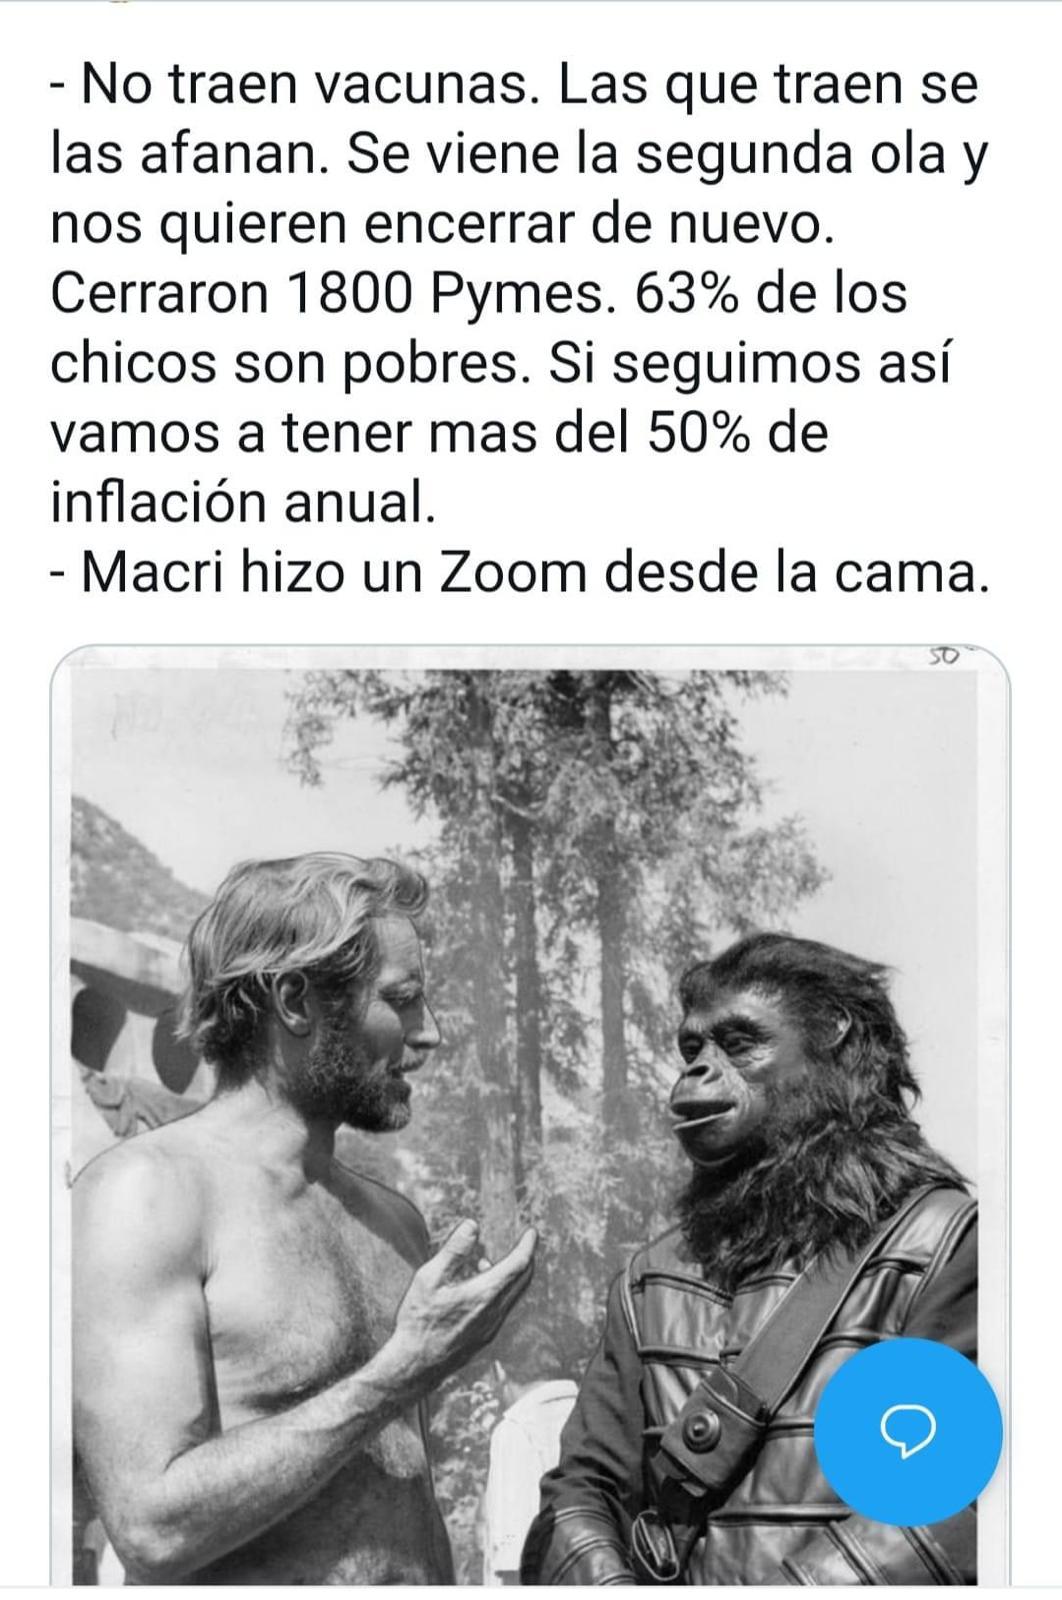 - No traen vacunas. Las que traen se
las afanan. Se viene la segunda ola y
nos quieren encerrar de nuevo.
Cerraron 1800 Pymes. 63% de los
chicos son pobres. Si seguimos así
vamos a tener mas del 50% de
inflación anual.
- Macri hizo un Zoom desde la cama.
50